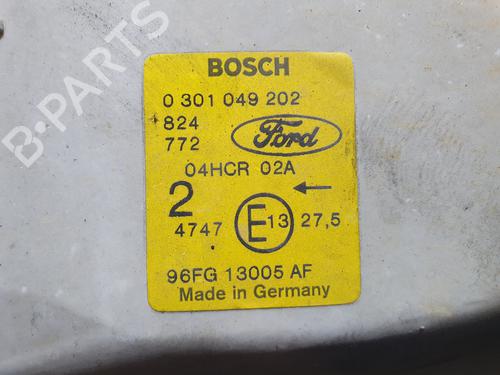 B-PARTS
BOSCH
0 301 049 202
824
772
Ford
04HCR 02A
2
4747 E13 27,5
96FG 13005 AF
Made in Germany